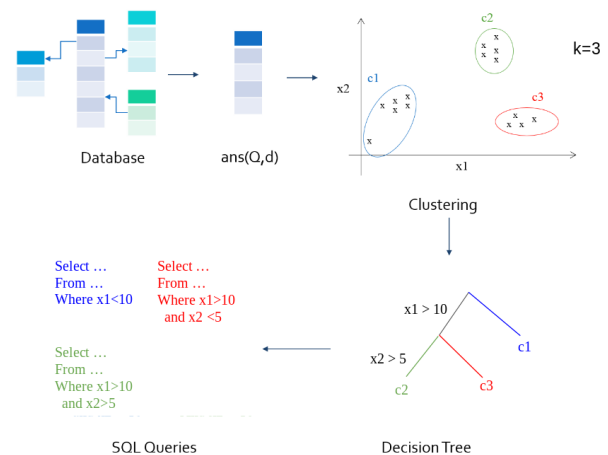 c2
k=3
x
x
x x
x x
x
c1
x2
c3
x x
x x x
x x
x
x x
x x
x
x1
Database
ans(Q,d)
Clustering
Select …
From …
Where x1<10
Select …
From …
Where x1>10
and x2 <5
x1 > 10
c1
x2 > 5
c2
c3
Select …
From …
Where x1>10
and x2>5
SQL Queries
Decision Tree